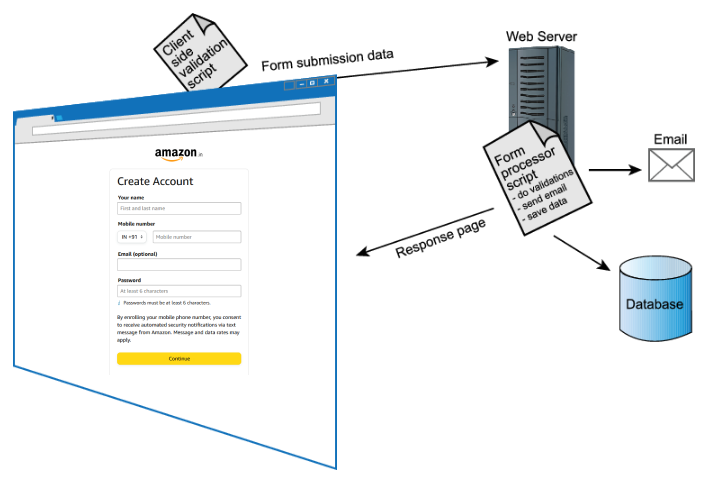 Client
side
validation
script
Form submission data
Web Server
amazon.in
Create Account
Your name
First and last name
Mobile number
IN +91
Mobile number
Email (optional)
Password
At least 6 characters
i Passwords must be at least 6 characters.
By enrolling your mobile phone number, you consent
to receive automated security notifications via text
message from Amazon. Message and data rates may
apply.
Continue
Form
processor
script
- do validations
- send email
- save data
Email
Response page
Database